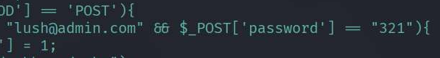 OD'] == 'POST'){
"lush@admin.com" && $_POST['password'] == "321"){
'] = 1;